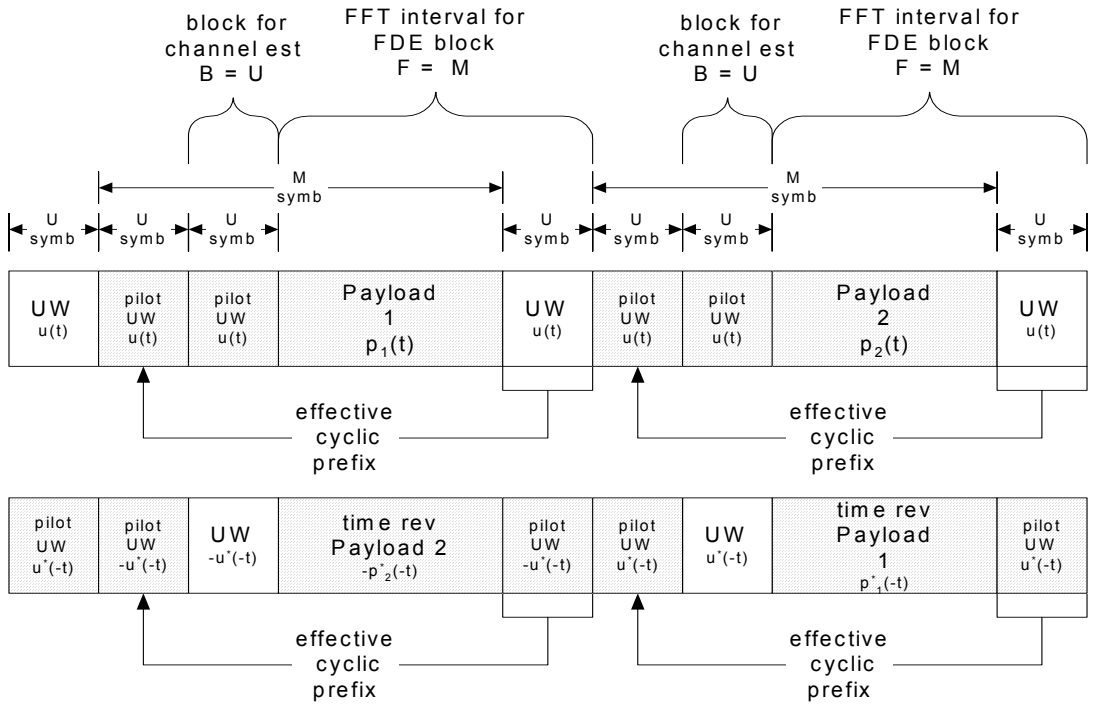 block for
channel est
B = U
FFT interval for
FDE block
F = M
block for
channel est
B = U
FFT interval for
FDE block
F = M
M
symb
M
symb
U
symb
U
symb
U
symb
U
symb
U
symb
U
symb
U
symb
UW
u(t)
pilot
UW
u(t)
pilot
UW
u(t)
Payload
1
p₁(t)
UW
u(t)
pilot
UW
u(t)
pilot
UW
u(t)
Payload
2
p₂(t)
UW
u(t)
effective
cyclic
prefix
effective
cyclic
prefix
pilot
UW
u*(-t)
pilot
UW
-u*(-t)
UW
-u*(-t)
time rev
Payload 2
-p*₂(-t)
pilot
UW
-u*(-t)
pilot
UW
u*(-t)
UW
u*(-t)
time rev
Payload
1
p*₁(-t)
pilot
UW
u*(-t)
effective
cyclic
prefix
effective
cyclic
prefix